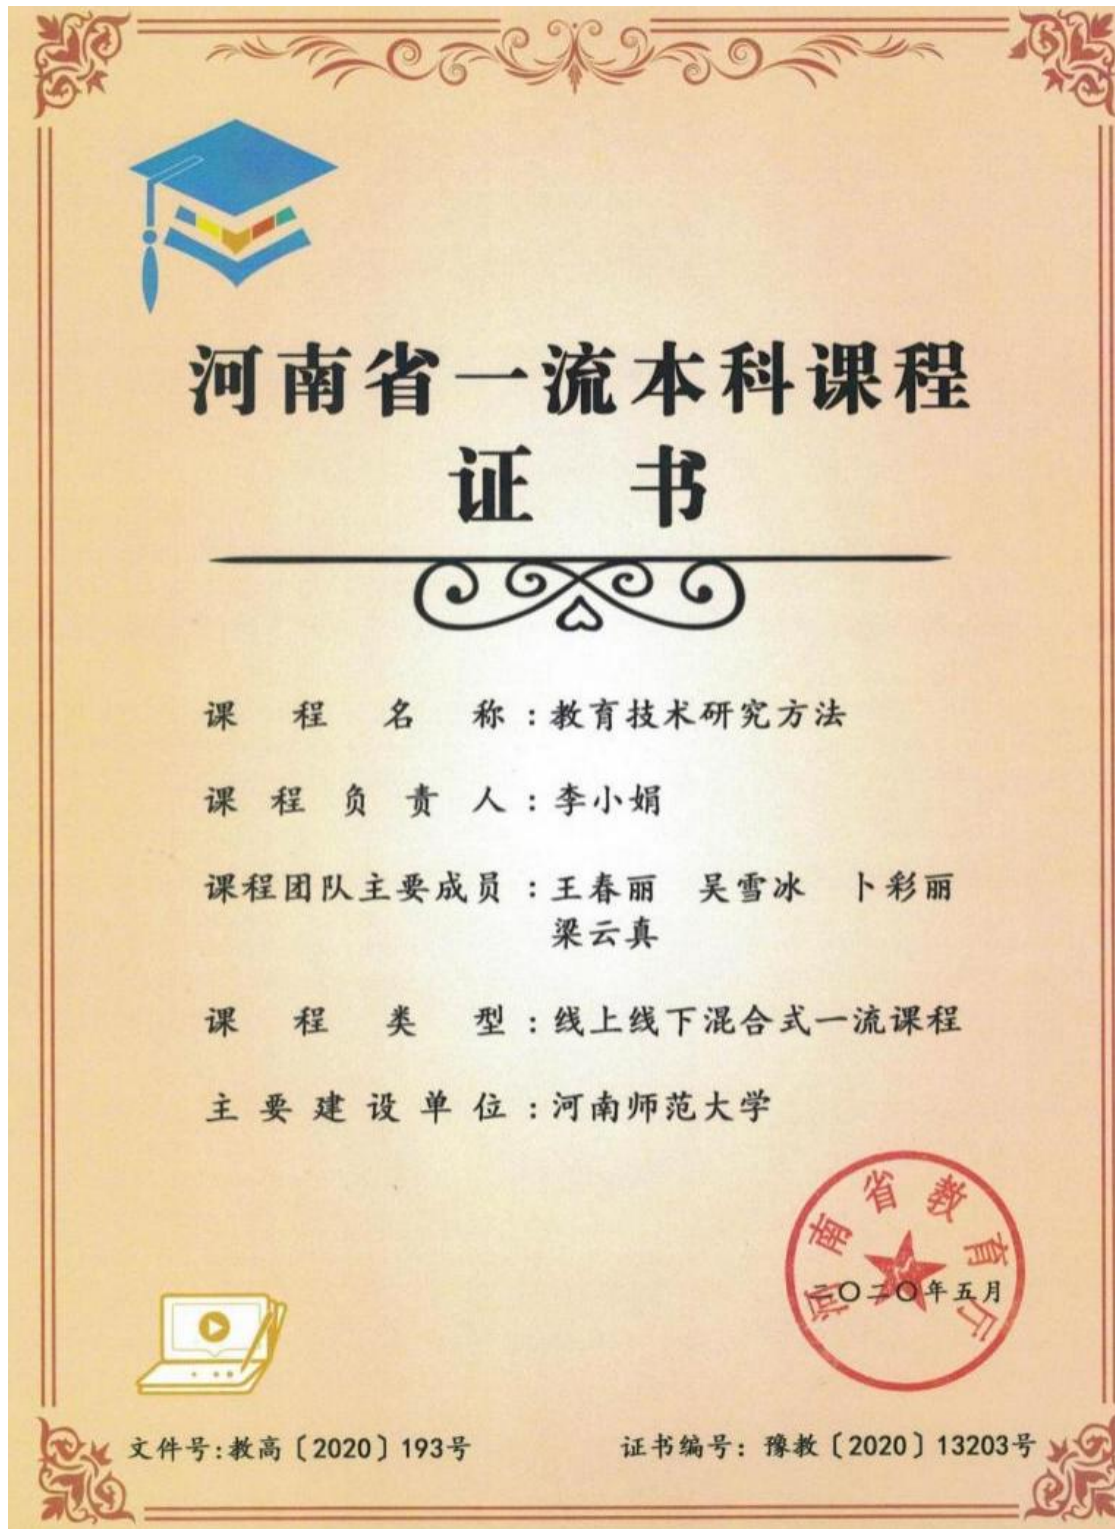 河南省一流本科课程
证书
课程名称:教育技术研究方法
课程负责人:李小娟
课程团队主要成员:王春丽 吴雪冰 卜彩丽
梁云真
课程类型:线上线下混合式一流课程
主要建设单位:河南师范大学
河南省教育厅
二〇二〇年五月
文件号:教高〔2020〕193号
证书编号:豫教〔2020〕13203号